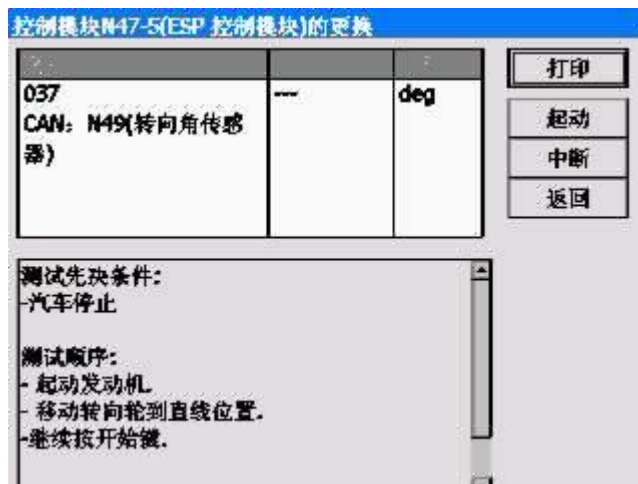 控制模块N47-5(ESP 控制模块)的更换
打印
037
---
deg
CAN：N49(转向角传感
器)
起动
中断
返回
测试先决条件：
-汽车停止
测试顺序：
- 起动发动机.
- 移动转向轮到直线位置.
-继续按开始键.